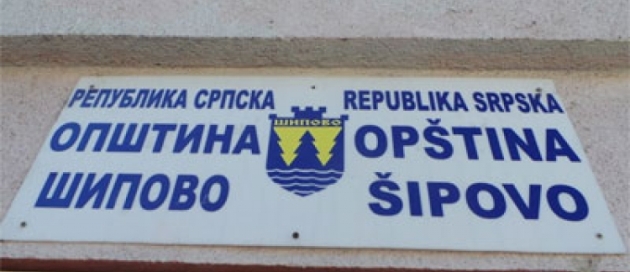 РЕПУБЛИКА СРПСКА
ОПШТИНА
ШИПОВО
ШИПОВО
REPUBLIKA SRPSKA
OPŠTINA
ŠIPOVO